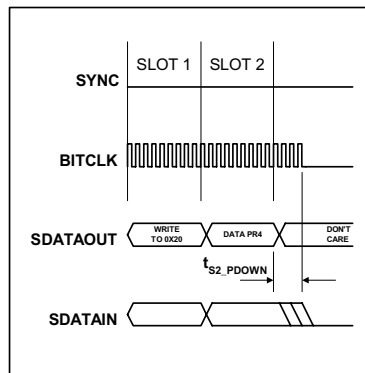 SLOT 1 SLOT 2
SYNC
BITCLK
SDATAOUT
WRITE
TO 0X20
DATA PR4
DON'T
CARE
tS2_PDOWN
SDATAIN